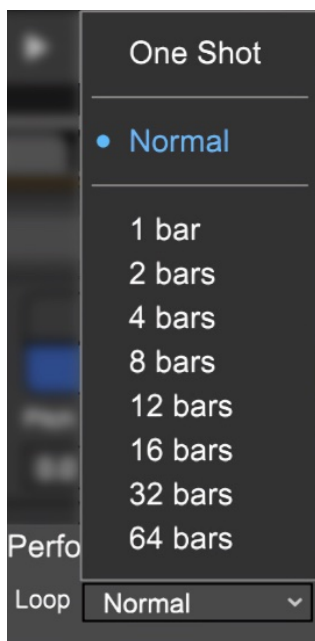 One Shot
Normal
1 bar
2 bars
4 bars
8 bars
12 bars
16 bars
32 bars
64 bars
Perfo
Loop Normal